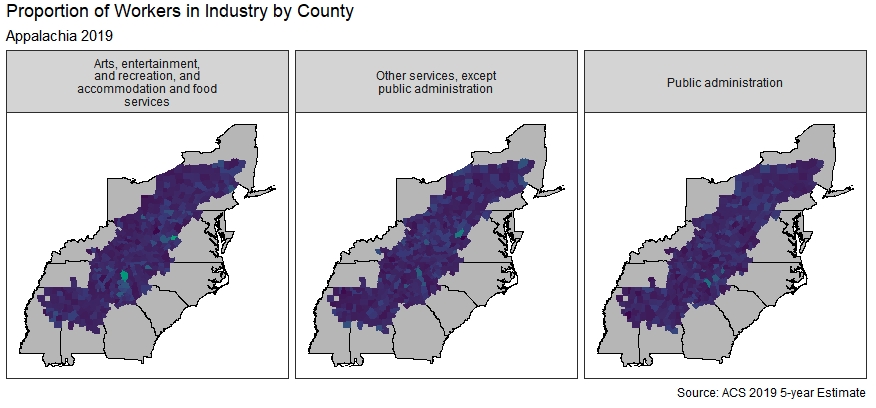 Proportion of Workers in Industry by County
Appalachia 2019
Arts, entertainment,
and recreation, and
accommodation and food
services
Other services, except
public administration
Public administration
Source: ACS 2019 5-year Estimate